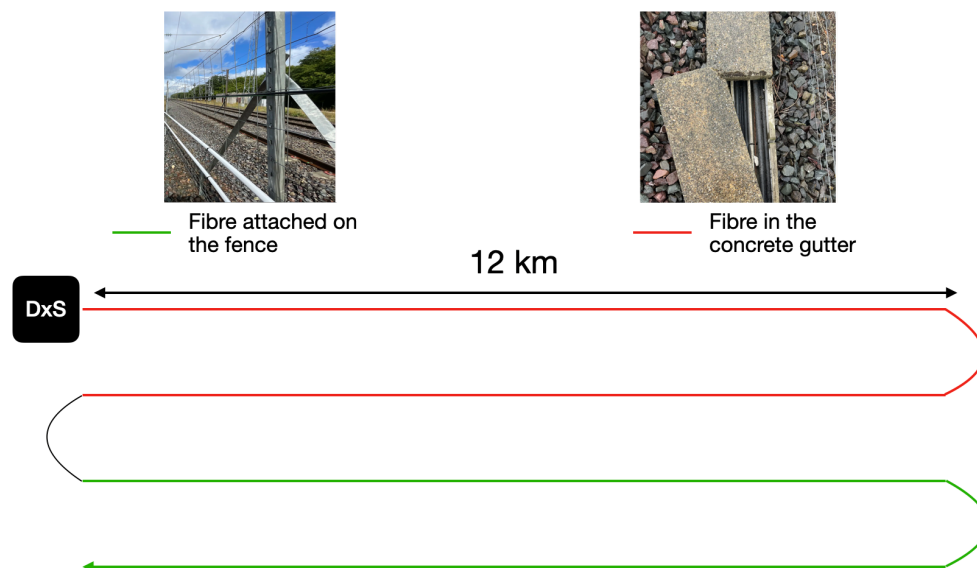 Fibre attached on
the fence
Fibre in the
concrete gutter
12 km
DxS